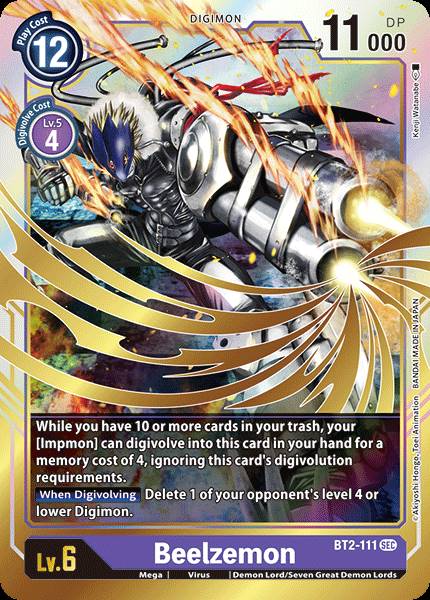 DIGIMON
Play Cost
12
11 000
DP
Digivolve Cost
Lv.5
4
Kenji Watanabe
©Akiyoshi Hongo, Toei Animation BANDAI MADE IN JAPAN
While you have 10 or more cards in your trash, your
[Impmon] can digivolve into this card in your hand for a
memory cost of 4, ignoring this card's digivolution
requirements.
When Digivolving Delete 1 of your opponent's level 4 or
lower Digimon.
Lv.6
Beelzemon
BT2-111 SEC
Mega | Virus | Demon Lord/Seven Great Demon Lords